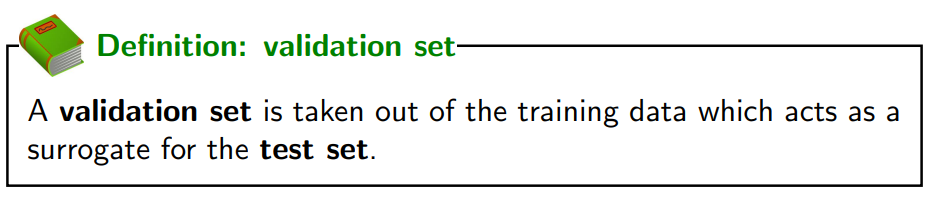 Definition: validation set
A validation set is taken out of the training data which acts as a
surrogate for the test set.